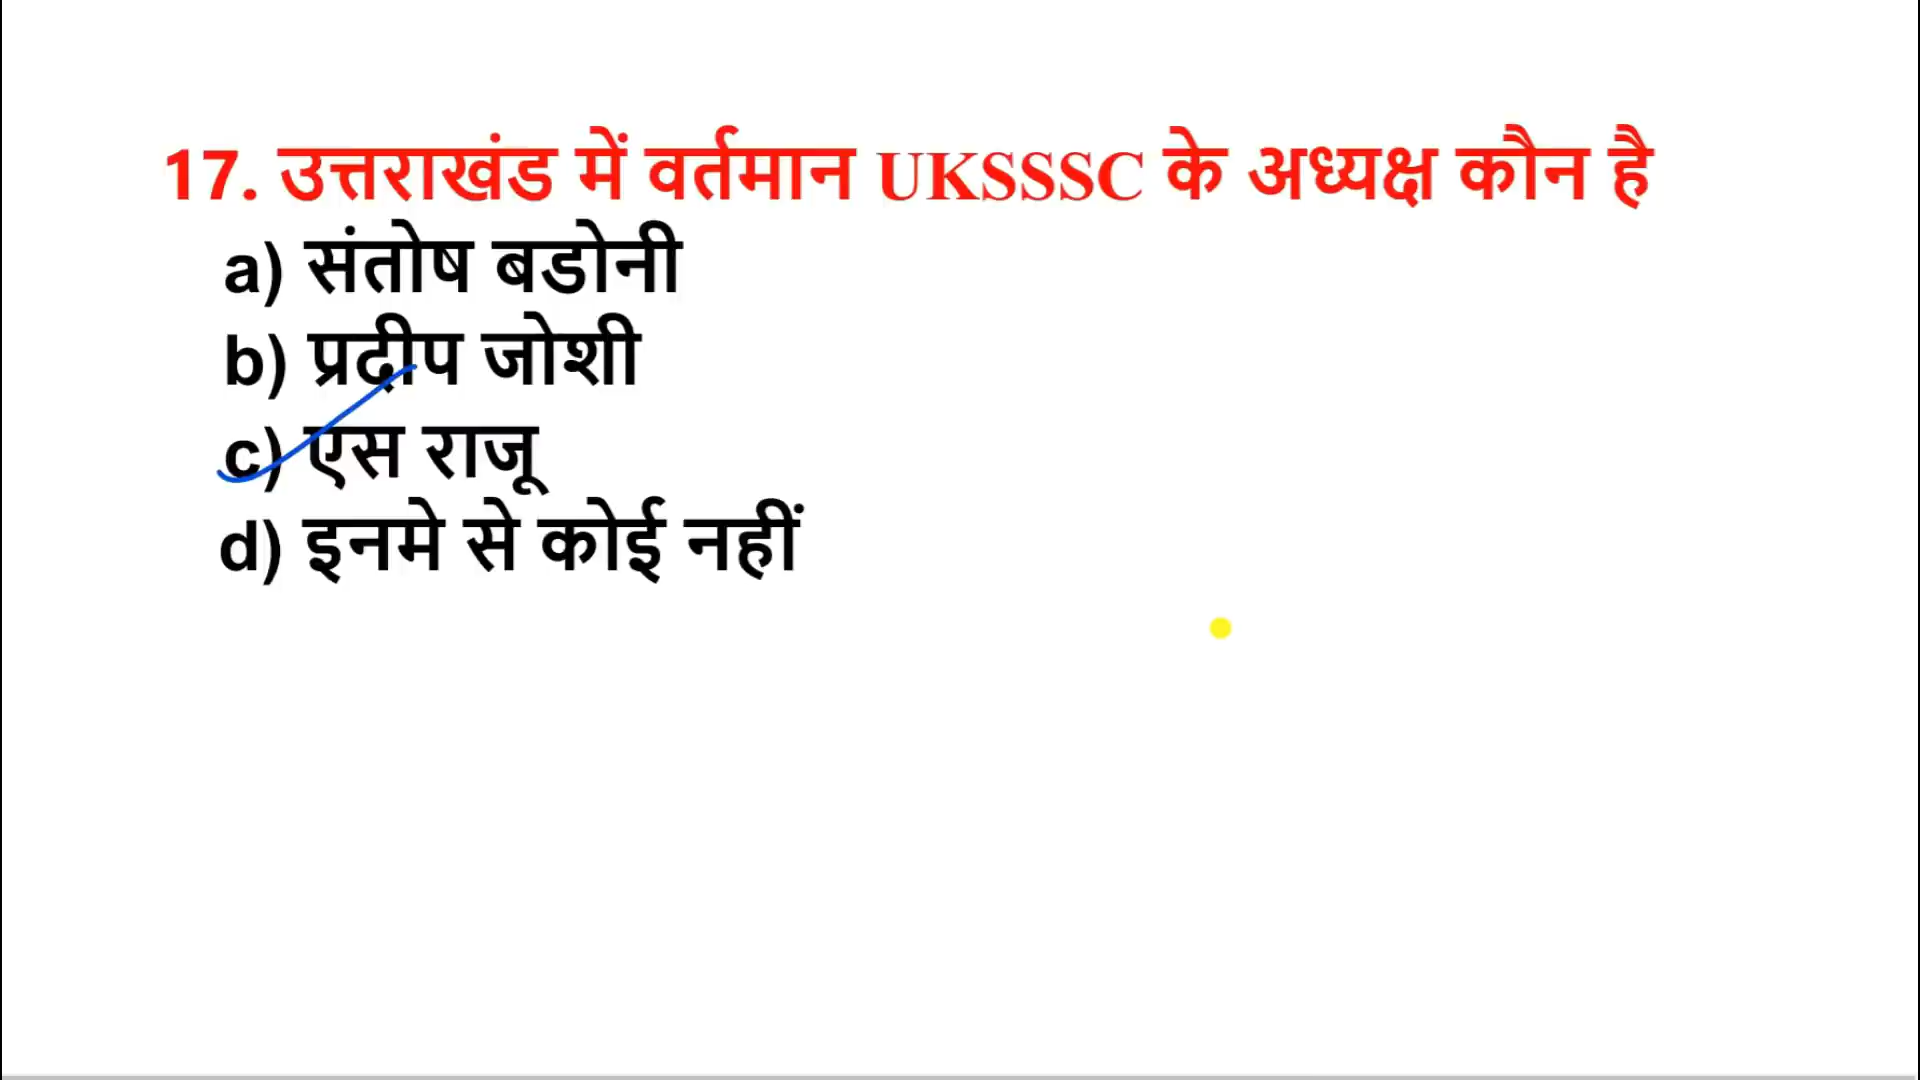 17. उत्तराखंड में वर्तमान UKSSSC के अध्यक्ष कौन है
a) संतोष बडोनी
b) प्रदीप जोशी
c) एस राजू
d) इनमे से कोई नहीं